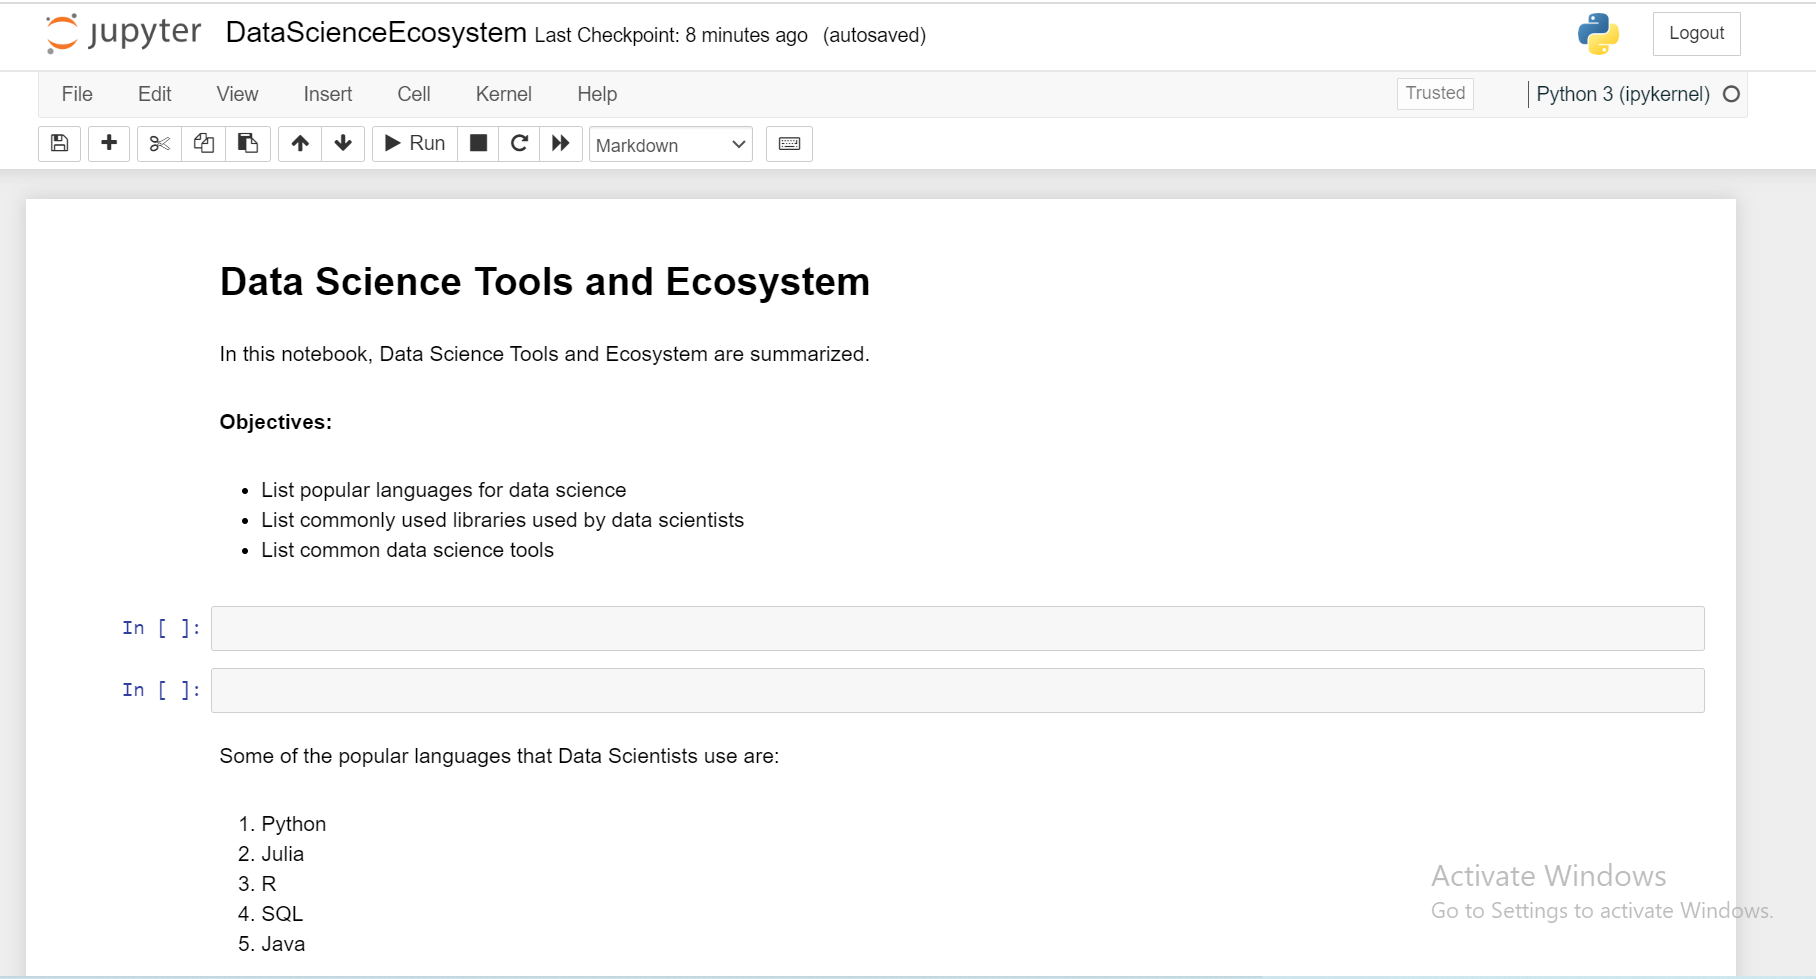 jupyter DataScienceEcosystem Last Checkpoint: 8 minutes ago (autosaved) Logout
File Edit View Insert Cell Kernel Help Trusted Python 3 (ipykernel)
Run Markdown
Data Science Tools and Ecosystem
In this notebook, Data Science Tools and Ecosystem are summarized.
Objectives:
• List popular languages for data science
• List commonly used libraries used by data scientists
• List common data science tools
In [ ]:
In [ ]:
Some of the popular languages that Data Scientists use are:
1. Python
2. Julia
3. R
4. SQL
5. Java
Activate Windows
Go to Settings to activate Windows.